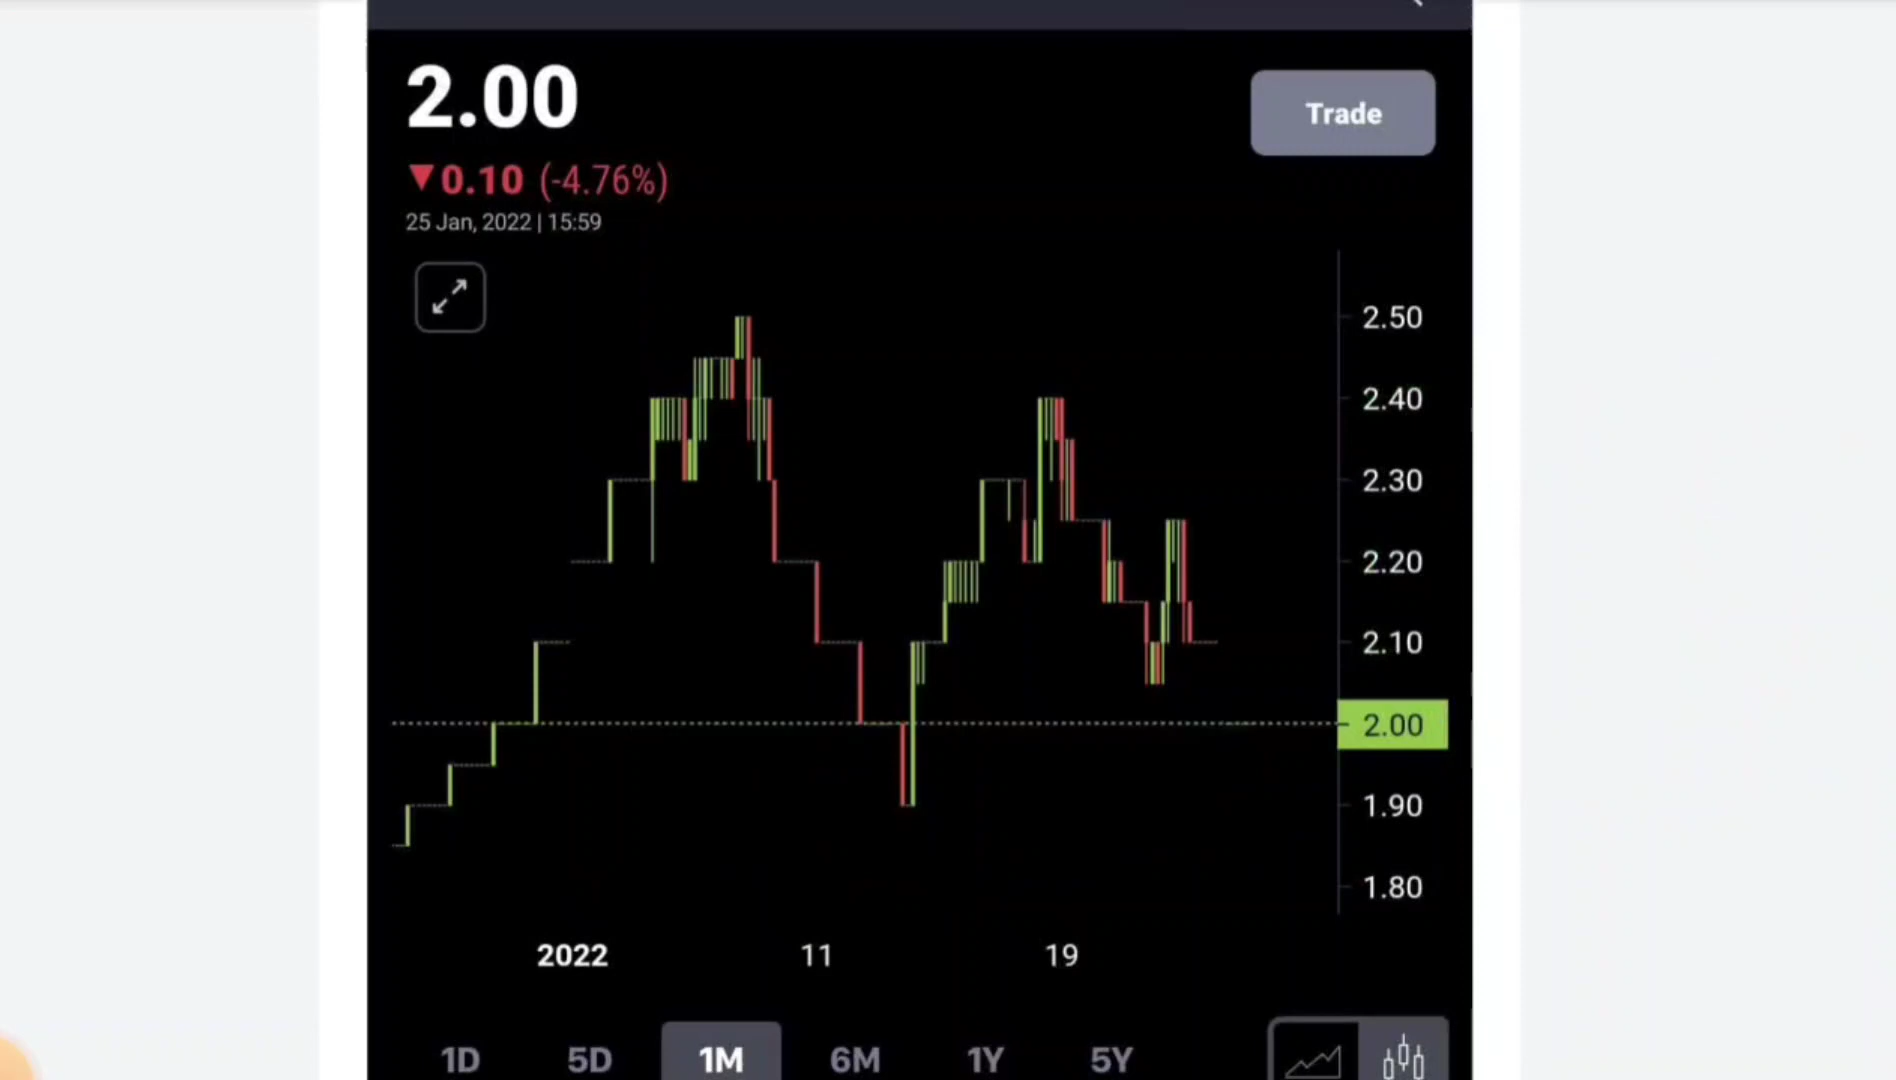 2.00
Trade
▼0.10 (-4.76%)
25 Jan, 2022 | 15:59
2.50
2.40
2.30
2.20
2.10
2.00
1.90
1.80
2022 11 19
1D 5D 1M 6M 1Y 5Y